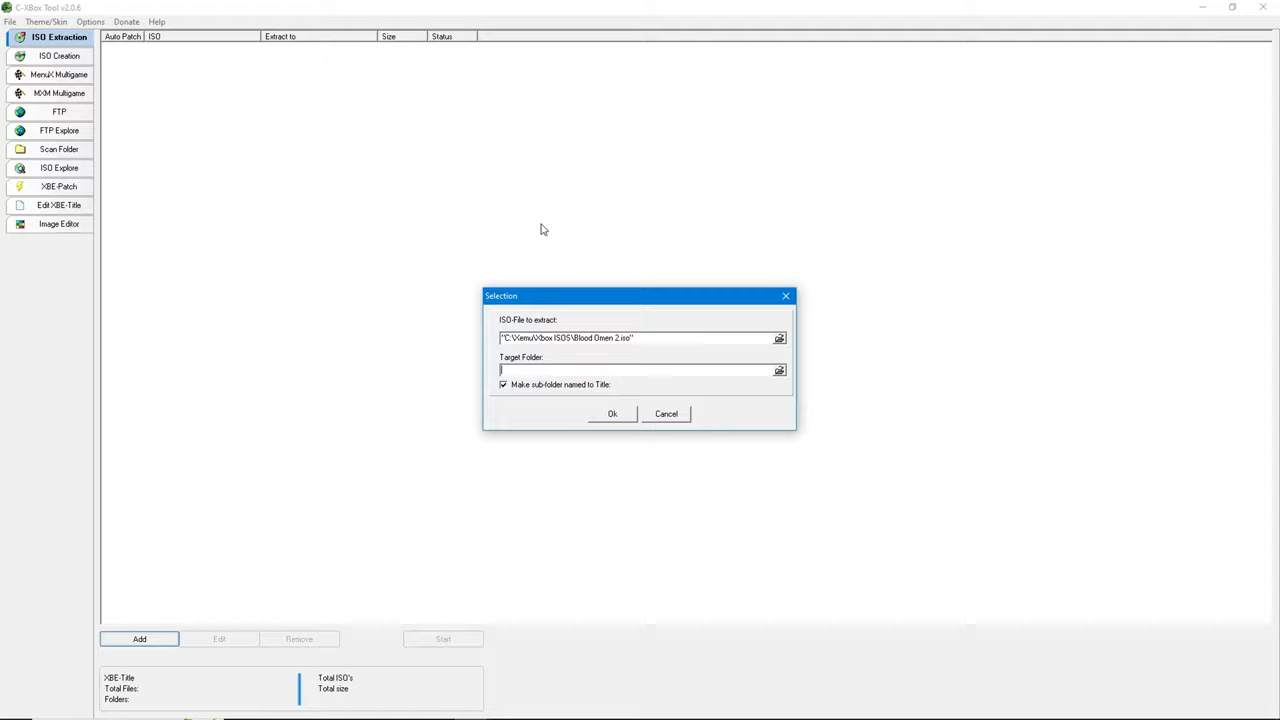 C-XBox Tool v2.0.6
File Theme/Skin Options Donate Help
ISO Extraction
ISO Creation
MenuX Multigame
MXM Multigame
FTP
FTP Explore
Scan Folder
ISO Explore
XBE-Patch
Edit XBE-Title
Image Editor
Auto Patch ISO Extract to Size Status
Selection
ISO-File to extract:
"C:\Xemu\Xbox ISOS\Blood Omen 2.iso"
Target Folder:
Make sub-folder named to Title:
Ok Cancel
Add Edit Remove Start
XBE-Title
Total Files:
Folders:
Total ISO's
Total size